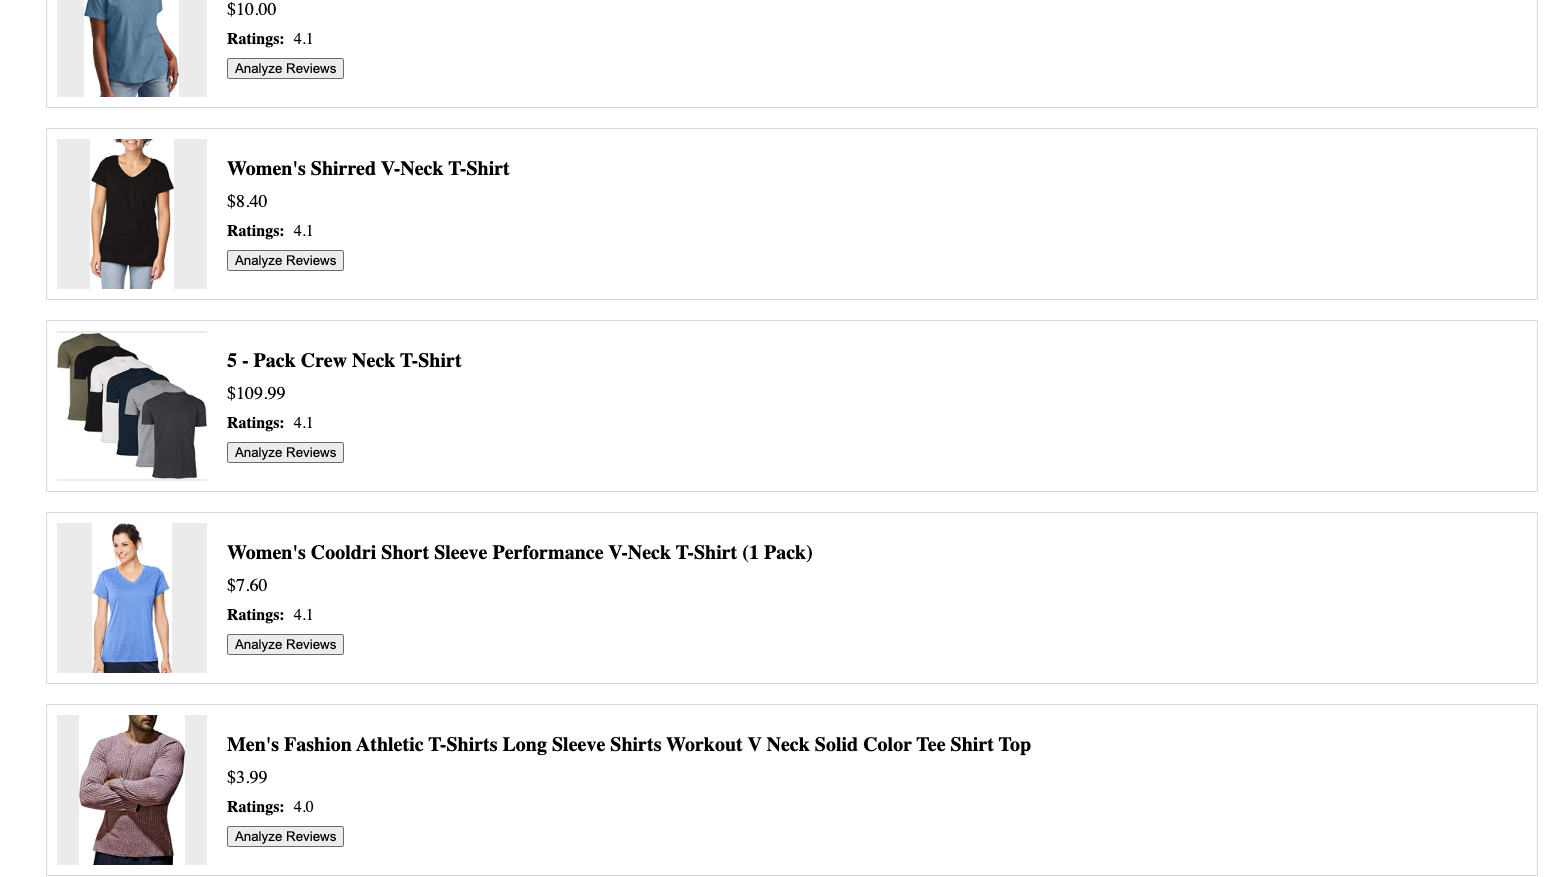 $10.00
Ratings: 4.1
Analyze Reviews
Women's Shirred V-Neck T-Shirt
$8.40
Ratings: 4.1
Analyze Reviews
5 - Pack Crew Neck T-Shirt
$109.99
Ratings: 4.1
Analyze Reviews
Women's Cooldri Short Sleeve Performance V-Neck T-Shirt (1 Pack)
$7.60
Ratings: 4.1
Analyze Reviews
Men's Fashion Athletic T-Shirts Long Sleeve Shirts Workout V Neck Solid Color Tee Shirt Top
$3.99
Ratings: 4.0
Analyze Reviews